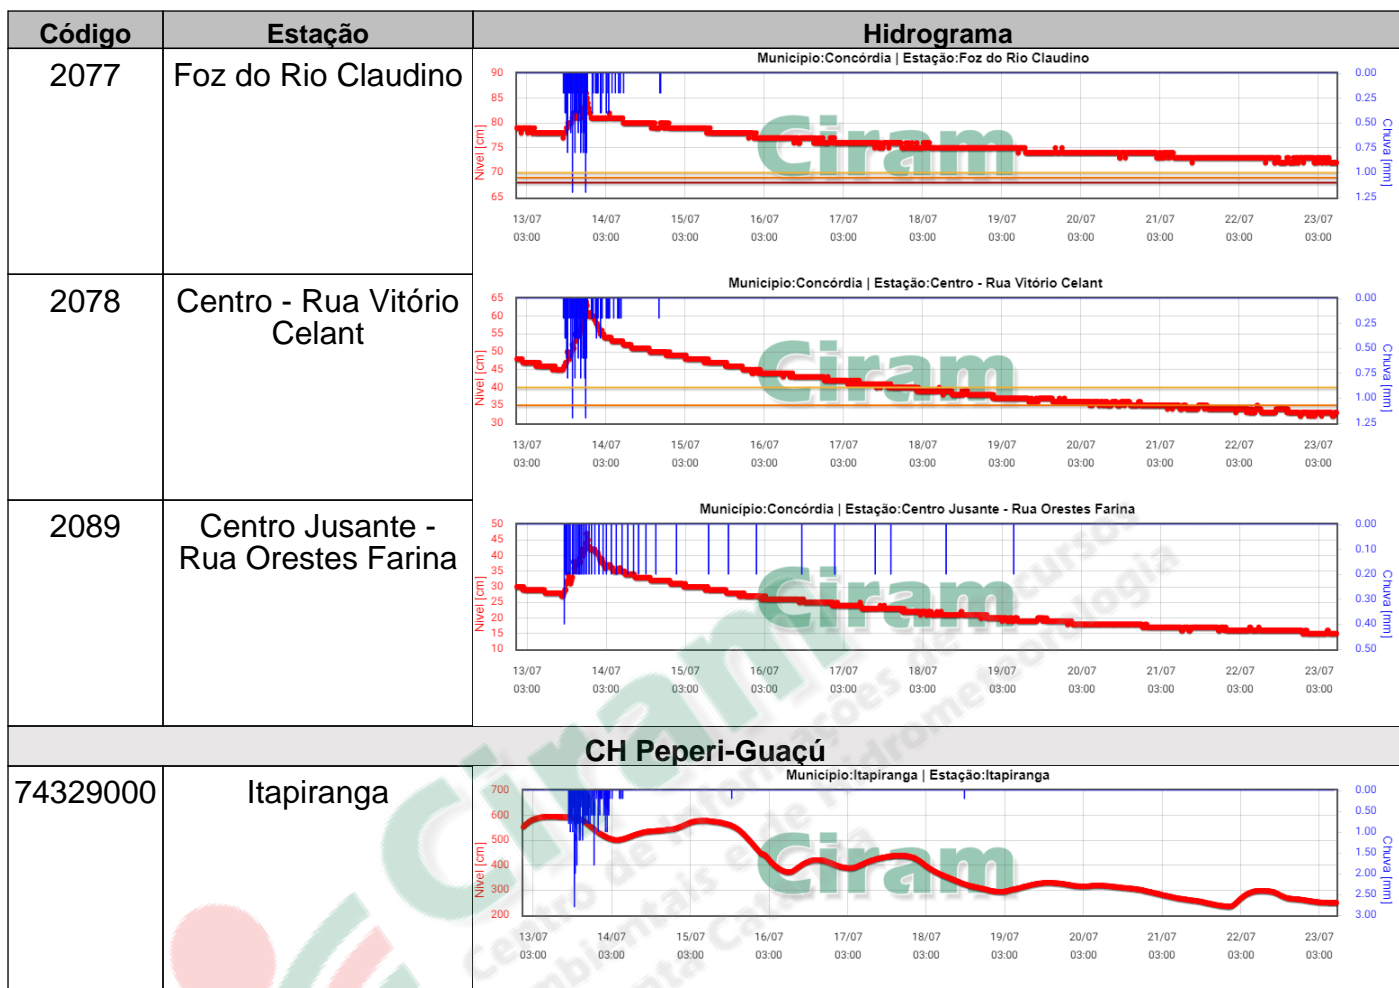 Código Estação Hidrograma
2077 Foz do Rio Claudino
Município:Concórdia | Estação:Foz do Rio Claudino
90
85
80
75
70
65
Nível [cm]
0.00
0.25
0.50
0.75
1.00
1.25
Chuva [mm]
13/07 14/07 15/07 16/07 17/07 18/07 19/07 20/07 21/07 22/07 23/07
03:00 03:00 03:00 03:00 03:00 03:00 03:00 03:00 03:00 03:00 03:00
Ciram
2078 Centro - Rua Vitório
Celant
Município:Concórdia | Estação:Centro - Rua Vitório Celant
65
60
55
50
45
40
35
30
Nível [cm]
0.00
0.25
0.50
0.75
1.00
1.25
Chuva [mm]
13/07 14/07 15/07 16/07 17/07 18/07 19/07 20/07 21/07 22/07 23/07
03:00 03:00 03:00 03:00 03:00 03:00 03:00 03:00 03:00 03:00 03:00
Ciram
2089 Centro Jusante -
Rua Orestes Farina
Município:Concórdia | Estação:Centro Jusante - Rua Orestes Farina
50
45
40
35
30
25
20
15
10
Nível [cm]
0.00
0.10
0.20
0.30
0.40
0.50
Chuva [mm]
13/07 14/07 15/07 16/07 17/07 18/07 19/07 20/07 21/07 22/07 23/07
03:00 03:00 03:00 03:00 03:00 03:00 03:00 03:00 03:00 03:00 03:00
Ciram
CH Peperi-Guaçú
74329000 Itapiranga
Município:Itapiranga | Estação:Itapiranga
700
600
500
400
300
200
Nível [cm]
0.00
0.50
1.00
1.50
2.00
2.50
3.00
Chuva [mm]
13/07 14/07 15/07 16/07 17/07 18/07 19/07 20/07 21/07 22/07 23/07
03:00 03:00 03:00 03:00 03:00 03:00 03:00 03:00 03:00 03:00 03:00
Ciram
Ciram